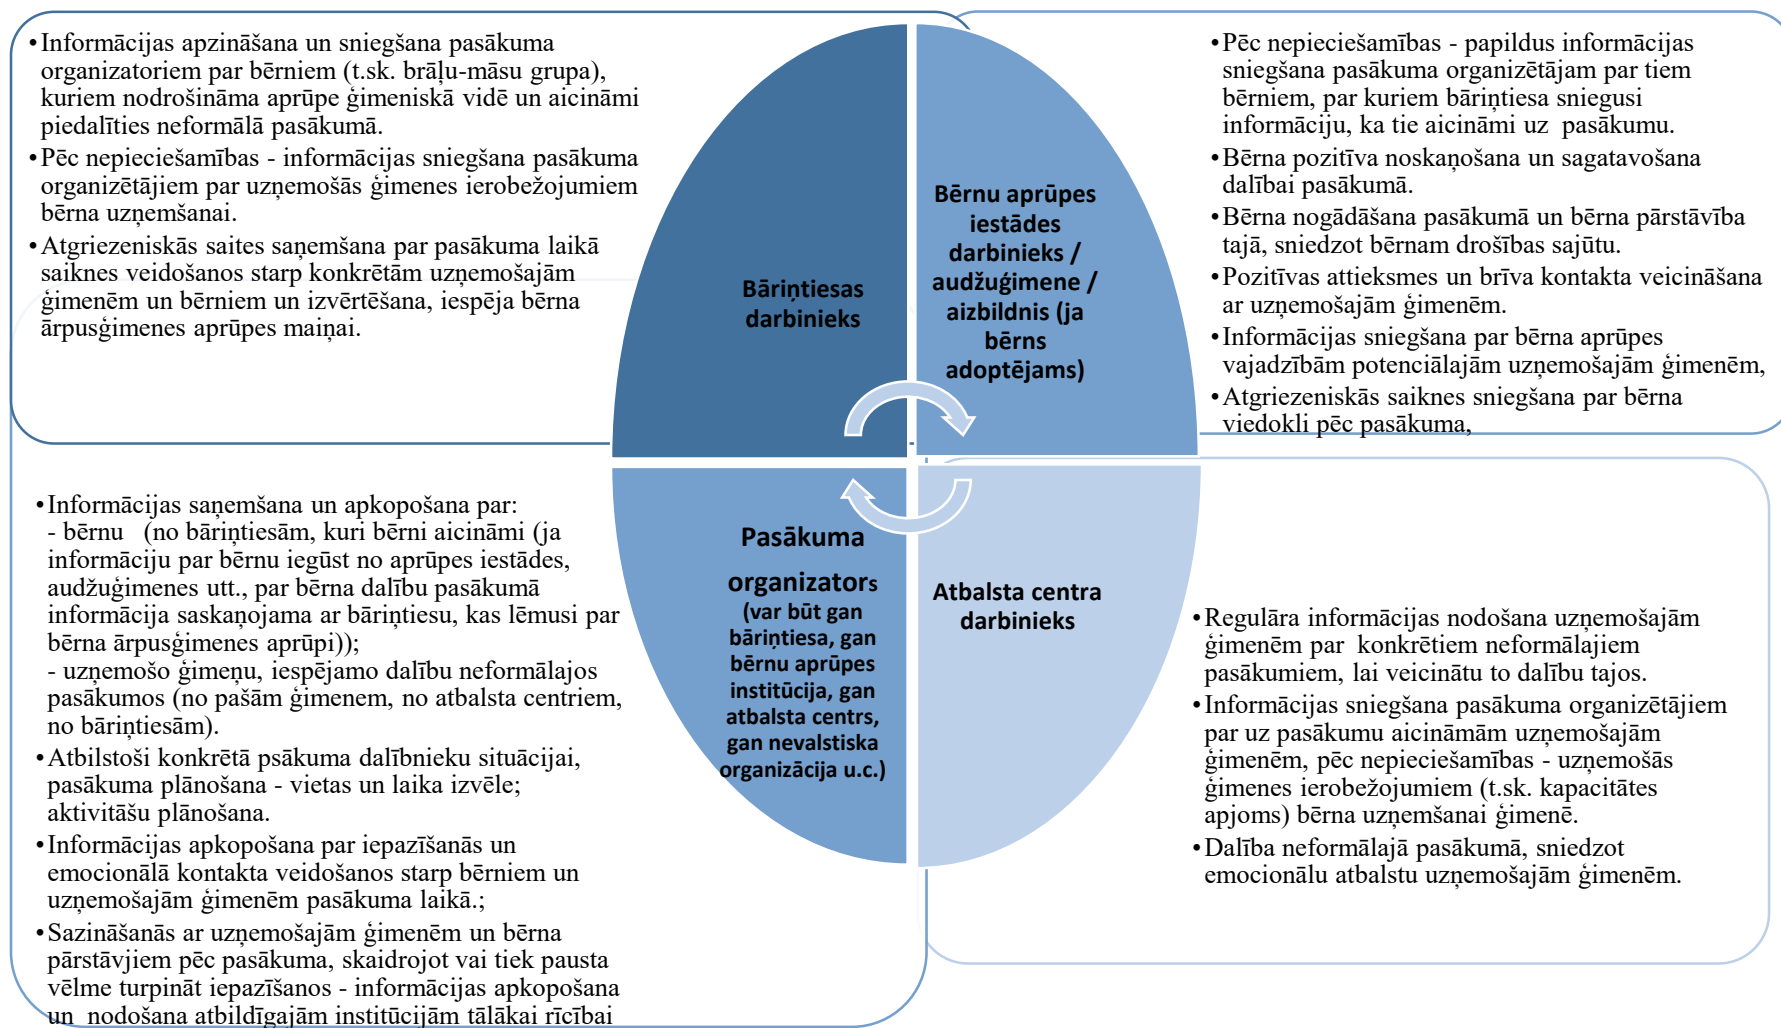 •Informācijas apzināšana un sniegšana pasākuma
organizatoriem par bērniem (t.sk. brāļu-māsu grupa),
kuriem nodrošināma aprūpe ģimeniskā vidē un aicināmi
piedalīties neformālā pasākumā.
•Pēc nepieciešamības - informācijas sniegšana pasākuma
organizētājiem par uzņemošās ģimenes ierobežojumiem
bērna uzņemšanai.
•Atgriezeniskās saites saņemšana par pasākuma laikā
saiknes veidošanos starp konkrētām uzņemošajām
ģimenēm un bērniem un izvērtēšana, iespēja bērna
ārpusģimenes aprūpes maiņai.
Bāriņtiesas
darbinieks
Bērnu aprūpes
iestādes
darbinieks /
audžuģimene /
aizbildnis (ja
bērns
adoptējams)
•Pēc nepieciešamības - papildus informācijas
sniegšana pasākuma organizētājam par tiem
bērniem, par kuriem bāriņtiesa sniegusi
informāciju, ka tie aicināmi uz  pasākumu.
•Bērna pozitīva noskaņošana un sagatavošana
dalībai pasākumā.
•Bērna nogādāšana pasākumā un bērna pārstāvība
tajā, sniedzot bērnam drošības sajūtu.
•Pozitīvas attieksmes un brīva kontakta veicināšana
ar uzņemošajām ģimenēm.
•Informācijas sniegšana par bērna aprūpes
vajadzībām potenciālajām uzņemošajām ģimenēm,
•Atgriezeniskās saiknes sniegšana par bērna
viedokli pēc pasākuma,
•Informācijas saņemšana un apkopošana par:
- bērnu   (no bāriņtiesām, kuri bērni aicināmi (ja
informāciju par bērnu iegūst no aprūpes iestādes,
audžuģimenes utt., par bērna dalību pasākumā
informācija saskaņojama ar bāriņtiesu, kas lēmusi par
bērna ārpusģimenes aprūpi));
- uzņemošo ģimeņu, iespējamo dalību neformālajos
pasākumos (no pašām ģimenem, no atbalsta centriem,
no bāriņtiesām).
•Atbilstoši konkrētā psākuma dalībnieku situācijai,
pasākuma plānošana - vietas un laika izvēle;
aktivitāšu plānošana.
•Informācijas apkopošana par iepazīšanās un
emocionālā kontakta veidošanos starp bērniem un
uzņemošajām ģimenēm pasākuma laikā.;
•Sazināšanās ar uzņemošajām ģimenēm un bērna
pārstāvjiem pēc pasākuma, skaidrojot vai tiek pausta
vēlme turpināt iepazīšanos - informācijas apkopošana
un  nodošana atbildīgajām institūcijām tālākai rīcībai
Pasākuma
organizators
(var būt gan
bāriņtiesa, gan
bērnu aprūpes
institūcija, gan
atbalsta centrs,
gan nevalstiska
organizācija u.c.)
Atbalsta centra
darbinieks
•Regulāra informācijas nodošana uzņemošajām
ģimenēm par  konkrētiem neformālajiem
pasākumiem, lai veicinātu to dalību tajos.
•Informācijas sniegšana pasākuma organizētājiem
par uz pasākumu aicināmām uzņemošajām
ģimenēm, pēc nepieciešamības - uzņemošās
ģimenes ierobežojumiem (t.sk. kapacitātes
apjoms) bērna uzņemšanai ģimenē.
•Dalība neformālajā pasākumā, sniedzot
emocionālu atbalstu uzņemošajām ģimenēm.